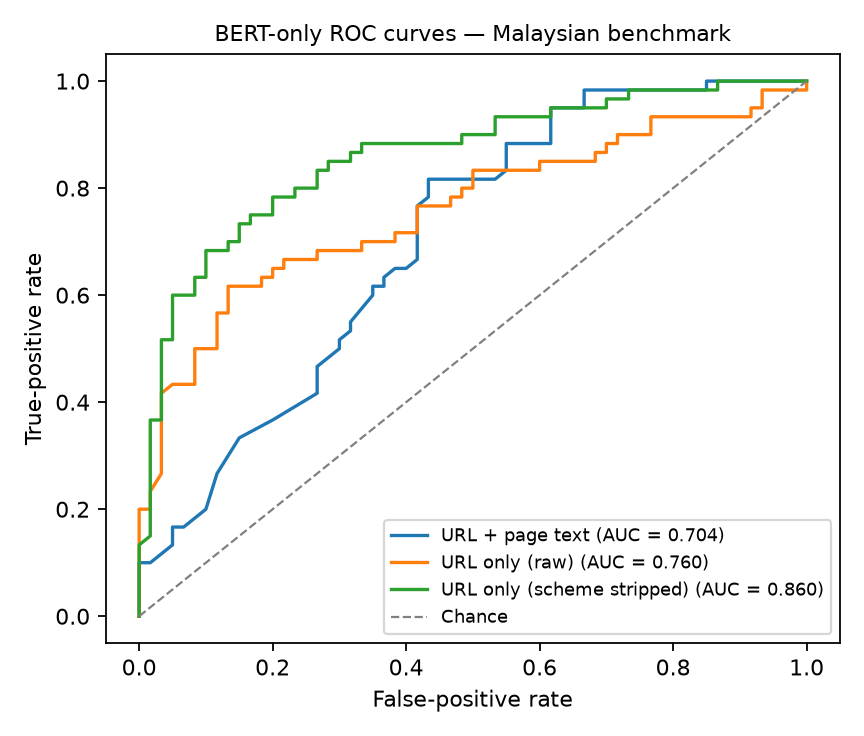 BERT-only ROC curves — Malaysian benchmark
True-positive rate
1.0
0.8
0.6
0.4
0.2
0.0
URL + page text (AUC = 0.704)
URL only (raw) (AUC = 0.760)
URL only (scheme stripped) (AUC = 0.860)
Chance
0.0 0.2 0.4 0.6 0.8 1.0
False-positive rate